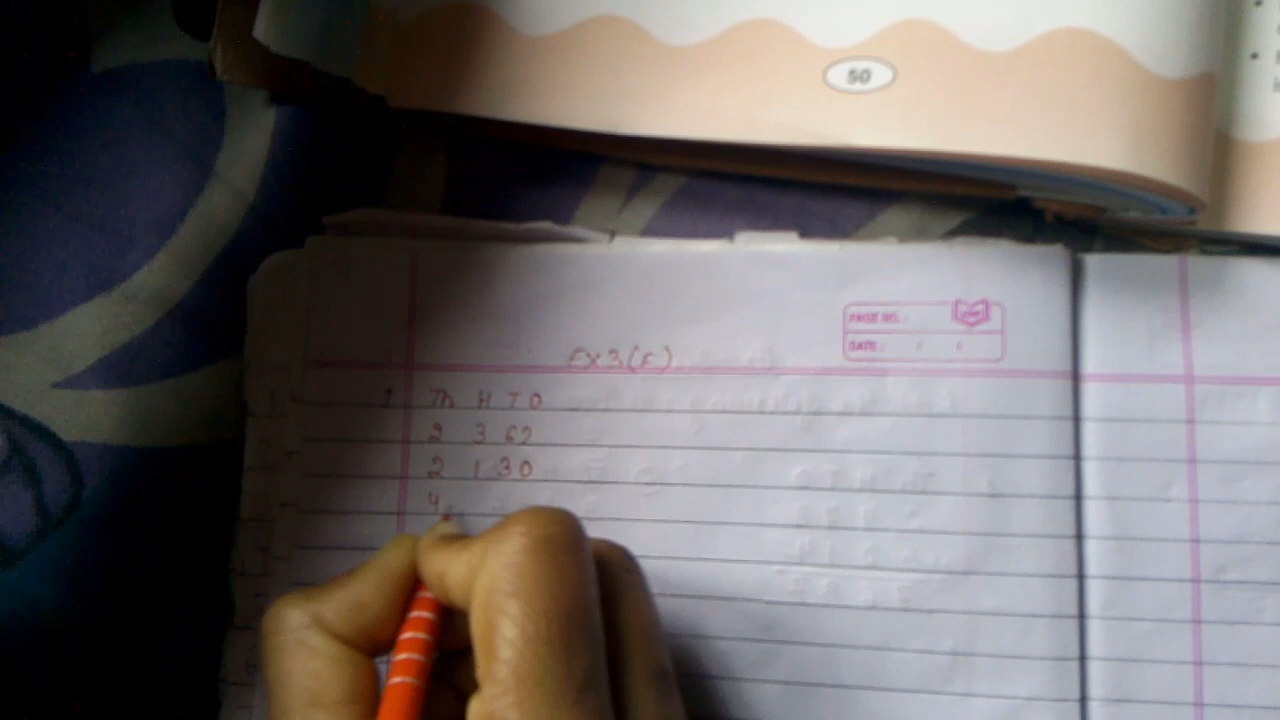 50
PAGE NO. :
DATE : / /
EX 3(E)
1 Th H T O
2 3 6 2
2 1 3 0
4